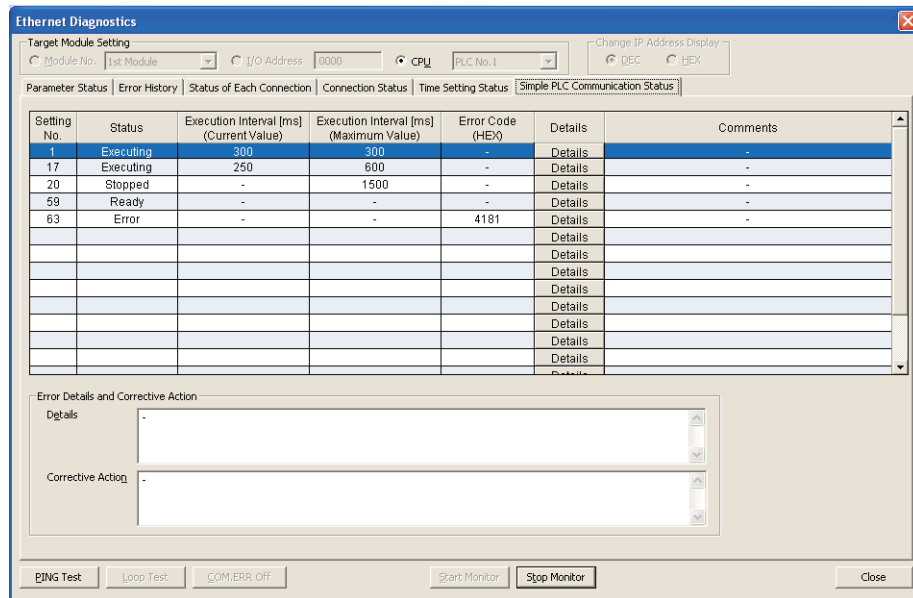 Ethernet Diagnostics
Target Module Setting
Module No. 1st Module I/O Address 0000 CPU PLC No.1
Change IP Address Display
DEC HEX
Parameter Status Error History Status of Each Connection Connection Status Time Setting Status Simple PLC Communication Status
Setting No. Status Execution Interval [ms] (Current Value) Execution Interval [ms] (Maximum Value) Error Code (HEX) Details Comments
1 Executing 300 300 - Details -
17 Executing 250 600 - Details -
20 Stopped - 1500 - Details -
59 Ready - - - Details -
63 Error - - 4181 Details -
Details
Details
Details
Details
Details
Details
Details
Details
Details
Error Details and Corrective Action
Details -
Corrective Action -
PING Test Loop Test COM.ERR Off Start Monitor Stop Monitor Close